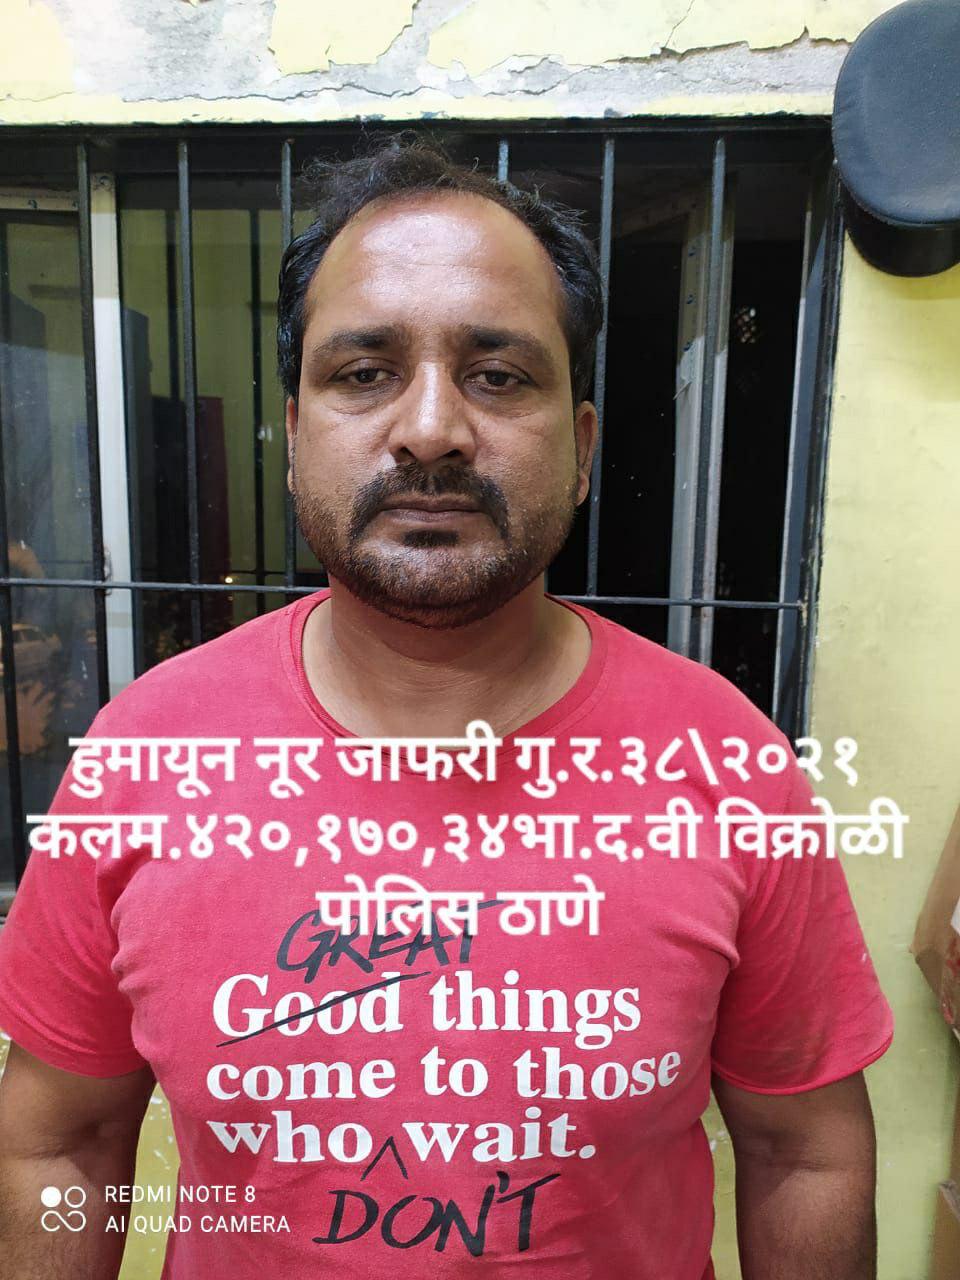 हुमायून नूर जाफरी गु.र.३८\२०२१
कलम.४२०,१७०,३४भा.द.वी विक्रोळी
पोलिस ठाणे
GREAT
Good things
come to those
who wait.
DON'T
REDMI NOTE 8
AI QUAD CAMERA